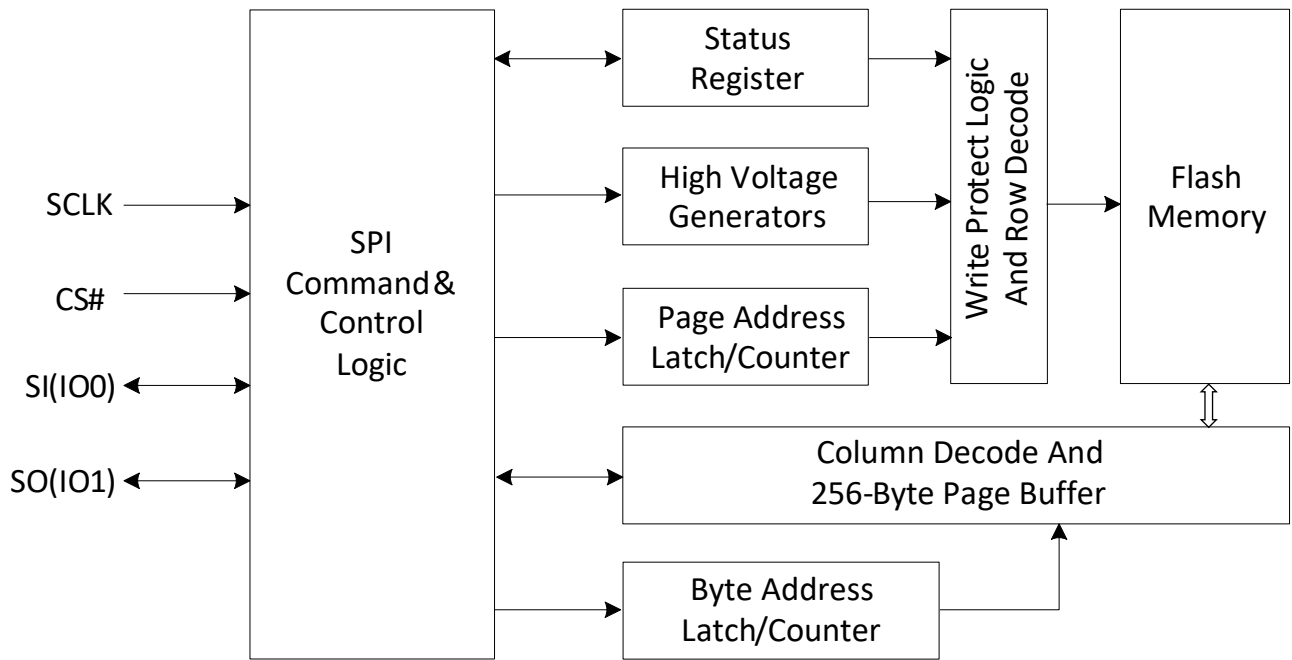 SCLK
CS#
SI(IO0)
SO(IO1)
SPI
Command&
Control
Logic
Status
Register
High Voltage
Generators
Page Address
Latch/Counter
Write Protect Logic
And Row Decode
Flash
Memory
Column Decode And
256-Byte Page Buffer
Byte Address
Latch/Counter